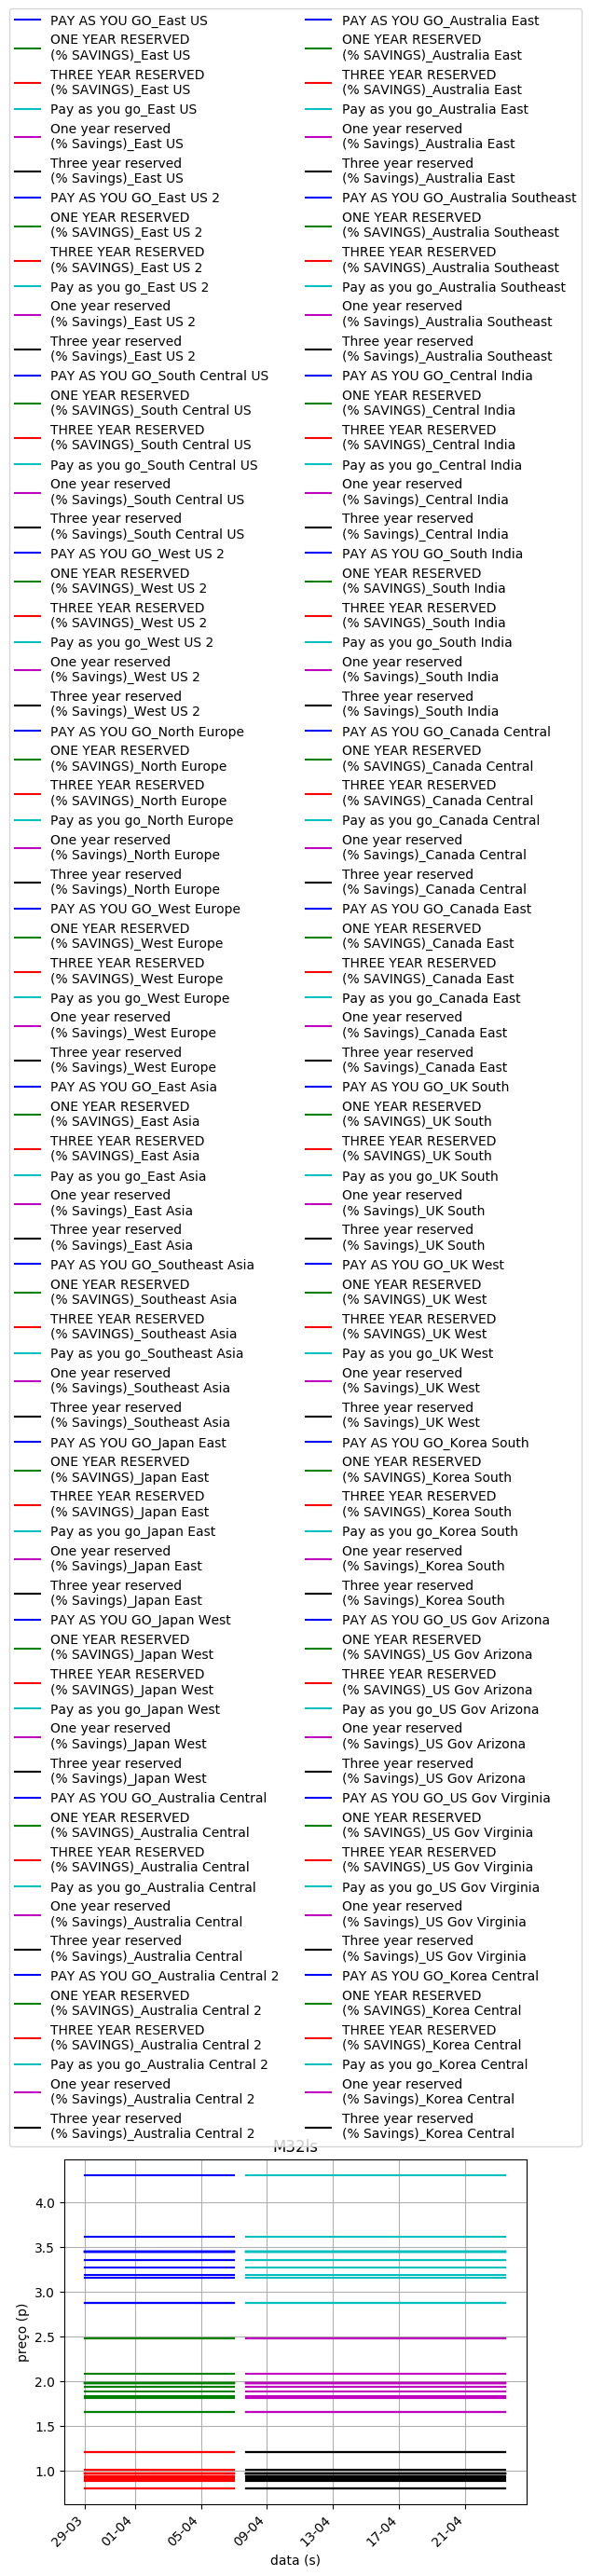 PAY AS YOU GO_East US
ONE YEAR RESERVED
(% SAVINGS)_East US
THREE YEAR RESERVED
(% SAVINGS)_East US
Pay as you go_East US
One year reserved
(% Savings)_East US
Three year reserved
(% Savings)_East US
PAY AS YOU GO_East US 2
ONE YEAR RESERVED
(% SAVINGS)_East US 2
THREE YEAR RESERVED
(% SAVINGS)_East US 2
Pay as you go_East US 2
One year reserved
(% Savings)_East US 2
Three year reserved
(% Savings)_East US 2
PAY AS YOU GO_South Central US
ONE YEAR RESERVED
(% SAVINGS)_South Central US
THREE YEAR RESERVED
(% SAVINGS)_South Central US
Pay as you go_South Central US
One year reserved
(% Savings)_South Central US
Three year reserved
(% Savings)_South Central US
PAY AS YOU GO_West US 2
ONE YEAR RESERVED
(% SAVINGS)_West US 2
THREE YEAR RESERVED
(% SAVINGS)_West US 2
Pay as you go_West US 2
One year reserved
(% Savings)_West US 2
Three year reserved
(% Savings)_West US 2
PAY AS YOU GO_North Europe
ONE YEAR RESERVED
(% SAVINGS)_North Europe
THREE YEAR RESERVED
(% SAVINGS)_North Europe
Pay as you go_North Europe
One year reserved
(% Savings)_North Europe
Three year reserved
(% Savings)_North Europe
PAY AS YOU GO_West Europe
ONE YEAR RESERVED
(% SAVINGS)_West Europe
THREE YEAR RESERVED
(% SAVINGS)_West Europe
Pay as you go_West Europe
One year reserved
(% Savings)_West Europe
Three year reserved
(% Savings)_West Europe
PAY AS YOU GO_East Asia
ONE YEAR RESERVED
(% SAVINGS)_East Asia
THREE YEAR RESERVED
(% SAVINGS)_East Asia
Pay as you go_East Asia
One year reserved
(% Savings)_East Asia
Three year reserved
(% Savings)_East Asia
PAY AS YOU GO_Southeast Asia
ONE YEAR RESERVED
(% SAVINGS)_Southeast Asia
THREE YEAR RESERVED
(% SAVINGS)_Southeast Asia
Pay as you go_Southeast Asia
One year reserved
(% Savings)_Southeast Asia
Three year reserved
(% Savings)_Southeast Asia
PAY AS YOU GO_Japan East
ONE YEAR RESERVED
(% SAVINGS)_Japan East
THREE YEAR RESERVED
(% SAVINGS)_Japan East
Pay as you go_Japan East
One year reserved
(% Savings)_Japan East
Three year reserved
(% Savings)_Japan East
PAY AS YOU GO_Japan West
ONE YEAR RESERVED
(% SAVINGS)_Japan West
THREE YEAR RESERVED
(% SAVINGS)_Japan West
Pay as you go_Japan West
One year reserved
(% Savings)_Japan West
Three year reserved
(% Savings)_Japan West
PAY AS YOU GO_Australia Central
ONE YEAR RESERVED
(% SAVINGS)_Australia Central
THREE YEAR RESERVED
(% SAVINGS)_Australia Central
Pay as you go_Australia Central
One year reserved
(% Savings)_Australia Central
Three year reserved
(% Savings)_Australia Central
PAY AS YOU GO_Australia Central 2
ONE YEAR RESERVED
(% SAVINGS)_Australia Central 2
THREE YEAR RESERVED
(% SAVINGS)_Australia Central 2
Pay as you go_Australia Central 2
One year reserved
(% Savings)_Australia Central 2
Three year reserved
(% Savings)_Australia Central 2
PAY AS YOU GO_Australia East
ONE YEAR RESERVED
(% SAVINGS)_Australia East
THREE YEAR RESERVED
(% SAVINGS)_Australia East
Pay as you go_Australia East
One year reserved
(% Savings)_Australia East
Three year reserved
(% Savings)_Australia East
PAY AS YOU GO_Australia Southeast
ONE YEAR RESERVED
(% SAVINGS)_Australia Southeast
THREE YEAR RESERVED
(% SAVINGS)_Australia Southeast
Pay as you go_Australia Southeast
One year reserved
(% Savings)_Australia Southeast
Three year reserved
(% Savings)_Australia Southeast
PAY AS YOU GO_Central India
ONE YEAR RESERVED
(% SAVINGS)_Central India
THREE YEAR RESERVED
(% SAVINGS)_Central India
Pay as you go_Central India
One year reserved
(% Savings)_Central India
Three year reserved
(% Savings)_Central India
PAY AS YOU GO_South India
ONE YEAR RESERVED
(% SAVINGS)_South India
THREE YEAR RESERVED
(% SAVINGS)_South India
Pay as you go_South India
One year reserved
(% Savings)_South India
Three year reserved
(% Savings)_South India
PAY AS YOU GO_Canada Central
ONE YEAR RESERVED
(% SAVINGS)_Canada Central
THREE YEAR RESERVED
(% SAVINGS)_Canada Central
Pay as you go_Canada Central
One year reserved
(% Savings)_Canada Central
Three year reserved
(% Savings)_Canada Central
PAY AS YOU GO_Canada East
ONE YEAR RESERVED
(% SAVINGS)_Canada East
THREE YEAR RESERVED
(% SAVINGS)_Canada East
Pay as you go_Canada East
One year reserved
(% Savings)_Canada East
Three year reserved
(% Savings)_Canada East
PAY AS YOU GO_UK South
ONE YEAR RESERVED
(% SAVINGS)_UK South
THREE YEAR RESERVED
(% SAVINGS)_UK South
Pay as you go_UK South
One year reserved
(% Savings)_UK South
Three year reserved
(% Savings)_UK South
PAY AS YOU GO_UK West
ONE YEAR RESERVED
(% SAVINGS)_UK West
THREE YEAR RESERVED
(% SAVINGS)_UK West
Pay as you go_UK West
One year reserved
(% Savings)_UK West
Three year reserved
(% Savings)_UK West
PAY AS YOU GO_Korea South
ONE YEAR RESERVED
(% SAVINGS)_Korea South
THREE YEAR RESERVED
(% SAVINGS)_Korea South
Pay as you go_Korea South
One year reserved
(% Savings)_Korea South
Three year reserved
(% Savings)_Korea South
PAY AS YOU GO_US Gov Arizona
ONE YEAR RESERVED
(% SAVINGS)_US Gov Arizona
THREE YEAR RESERVED
(% SAVINGS)_US Gov Arizona
Pay as you go_US Gov Arizona
One year reserved
(% Savings)_US Gov Arizona
Three year reserved
(% Savings)_US Gov Arizona
PAY AS YOU GO_US Gov Virginia
ONE YEAR RESERVED
(% SAVINGS)_US Gov Virginia
THREE YEAR RESERVED
(% SAVINGS)_US Gov Virginia
Pay as you go_US Gov Virginia
One year reserved
(% Savings)_US Gov Virginia
Three year reserved
(% Savings)_US Gov Virginia
PAY AS YOU GO_Korea Central
ONE YEAR RESERVED
(% SAVINGS)_Korea Central
THREE YEAR RESERVED
(% SAVINGS)_Korea Central
Pay as you go_Korea Central
One year reserved
(% Savings)_Korea Central
Three year reserved
(% Savings)_Korea Central
M32ls
preço (p)
4.0
3.5
3.0
2.5
2.0
1.5
1.0
29-03
01-04
05-04
09-04
13-04
17-04
21-04
data (s)